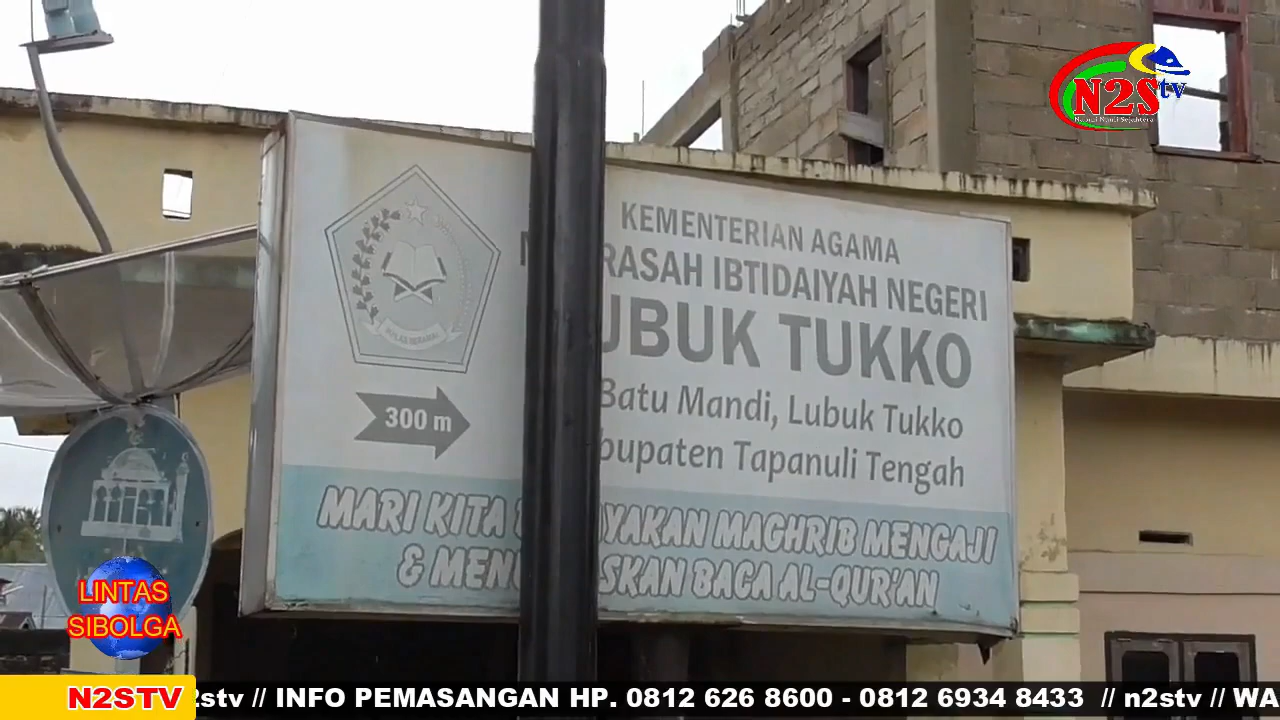 N2S tv
KEMENTERIAN AGAMA
RASAH IBTIDAIYAH NEGERI
UBUK TUKKO
300 m
Batu Mandi, Lubuk Tukko
bupaten Tapanuli Tengah
MARI KITA YAKAN MAGHRIB MENGAJI
& MEN SKAN BACA AL-QUR'AN
LINTAS
SIBOLGA
N2STV
2stv // INFO PEMASANGAN HP. 0812 626 8600 - 0812 6934 8433 // n2stv // WA